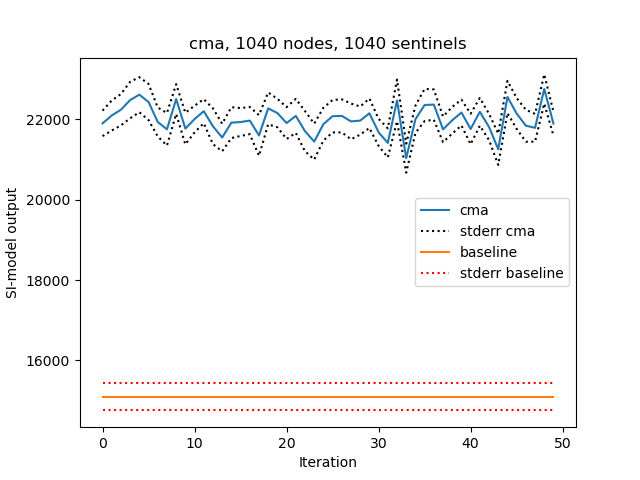 cma, 1040 nodes, 1040 sentinels
22000
20000
18000
16000
SI-model output
cma
stderr cma
baseline
stderr baseline
0
10
20
30
40
50
Iteration